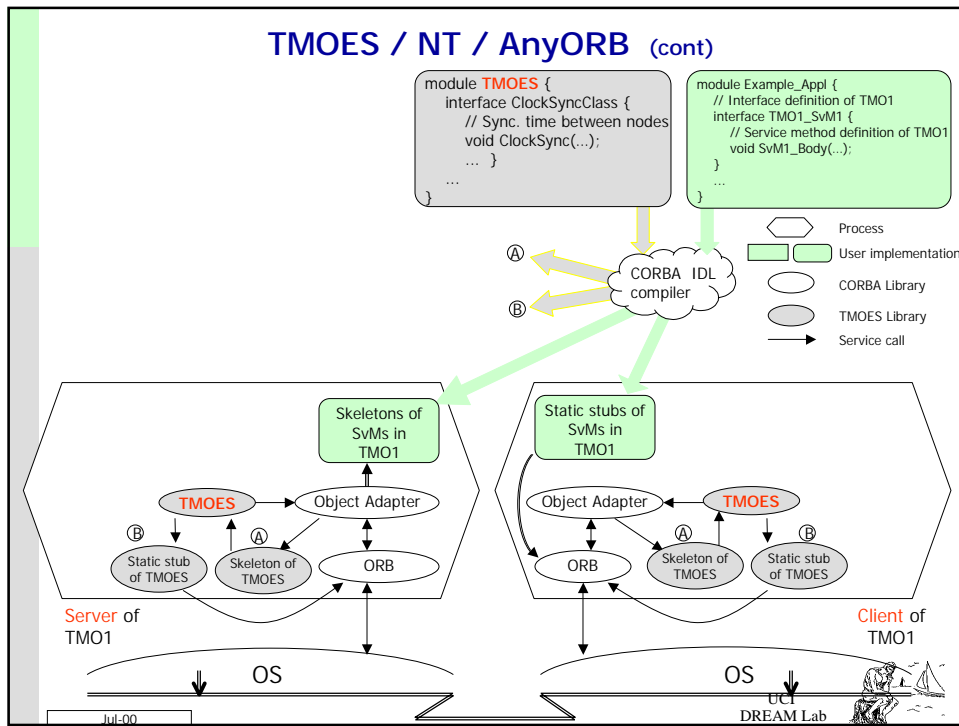 TMOES / NT / AnyORB (cont)
module TMOES {
interface ClockSyncClass {
// Sync. time between nodes
void ClockSync(...);
... }
...
}
module Example_Appl {
// Interface definition of TMO1
interface TMO1_SvM1 {
// Service method definition of TMO1
void SvM1_Body(...);
}
...
}
Process
User implementation
CORBA Library
TMOES Library
Service call
A
B
CORBA IDL
compiler
Skeletons of
SvMs in
TMO1
Static stubs of
SvMs in
TMO1
TMOES
Object Adapter
B
A
Static stub
of TMOES
Skeleton of
TMOES
ORB
Object Adapter
TMOES
A
B
ORB
Skeleton of
TMOES
Static stub
of TMOES
Server of
TMO1
Client of
TMO1
OS
OS
Jul-00
UCI
DREAM Lab